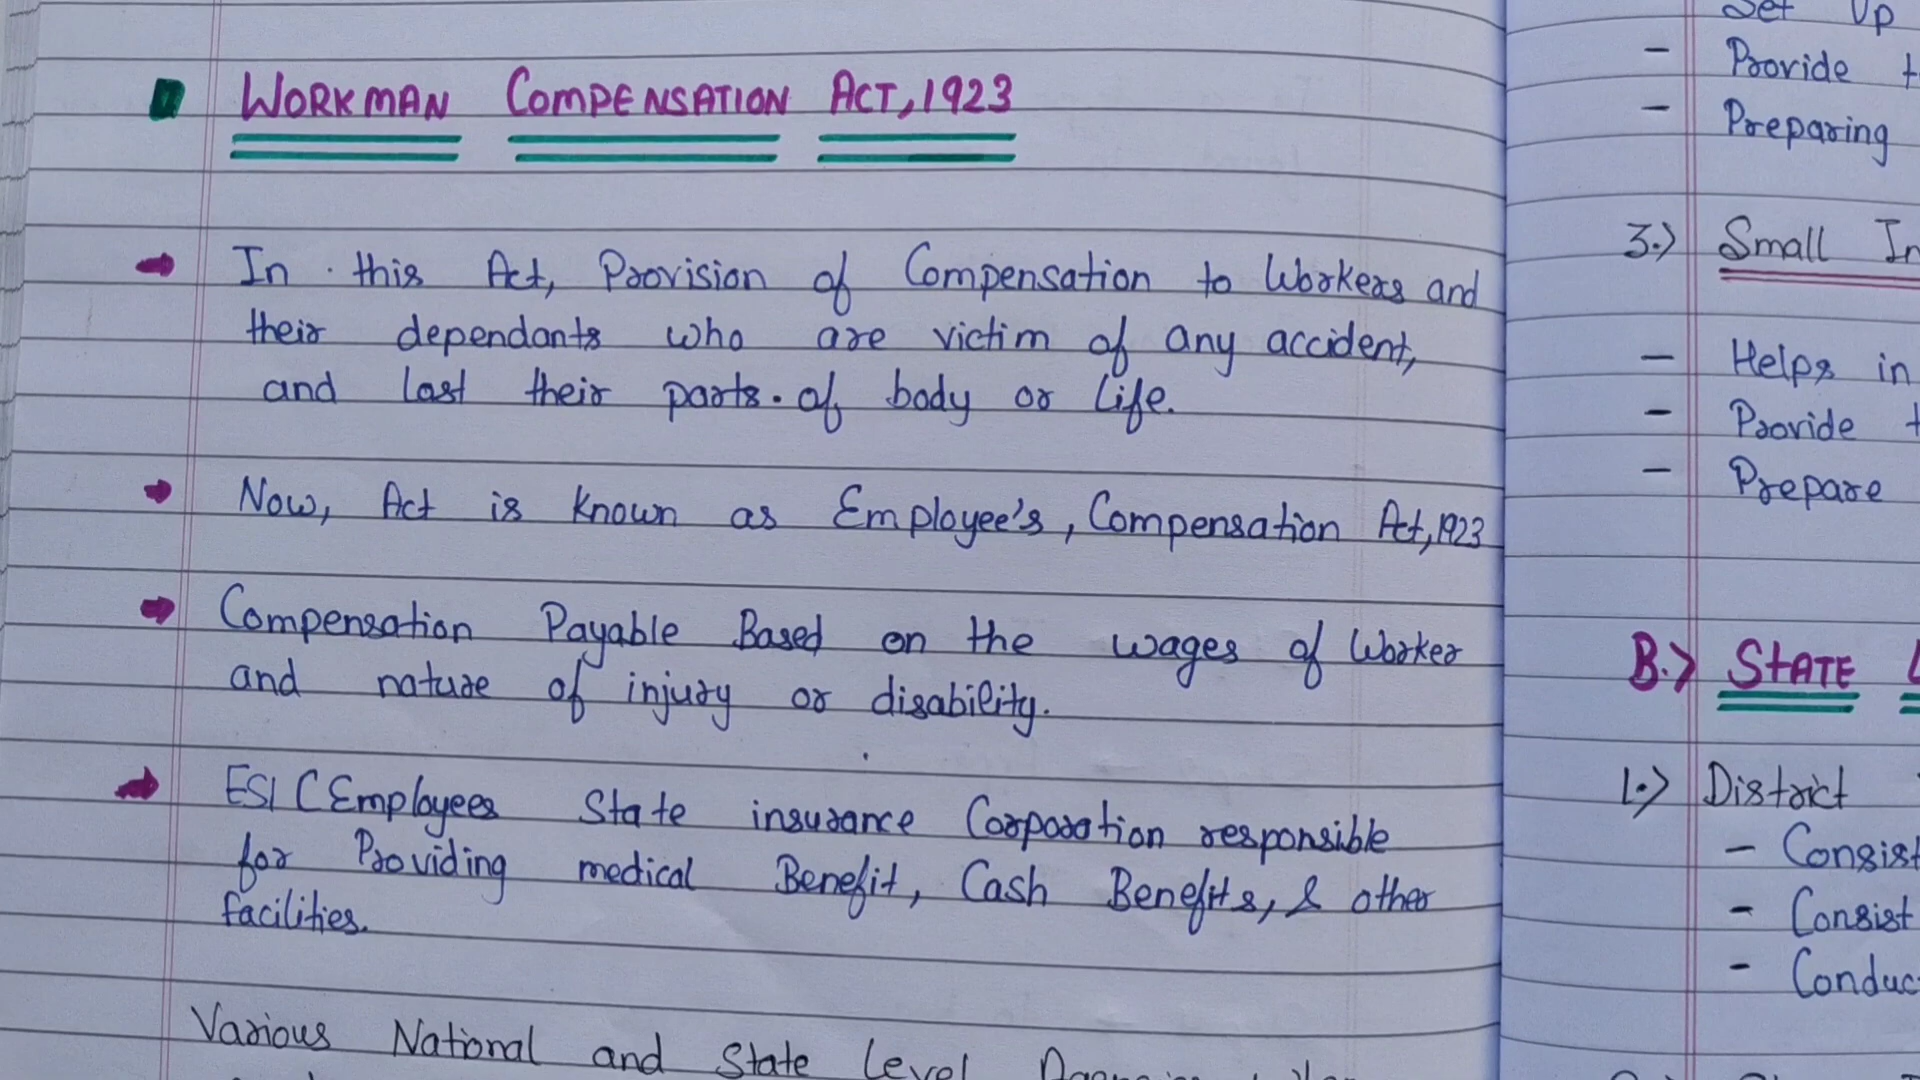 WORKMAN COMPENSATION ACT, 1923
In this Act, Provision of Compensation to Workers and
their dependants who are victim of any accident,
and lost their parts of body or life.
Now, Act is known as Employee's, Compensation Act, 1923
Compensation Payable Based on the wages of Worker
and nature of injury or disability.
ESI C Employees State insurance Corporation responsible
for Providing medical Benefit, Cash Benefits, & other
facilities.
Various National and State Level
Set Up
- Provide
- Preparing
3.) Small
- Helps in
- Provide
- Prepare
B.) STATE
1.) District
- Consist
- Consist
-